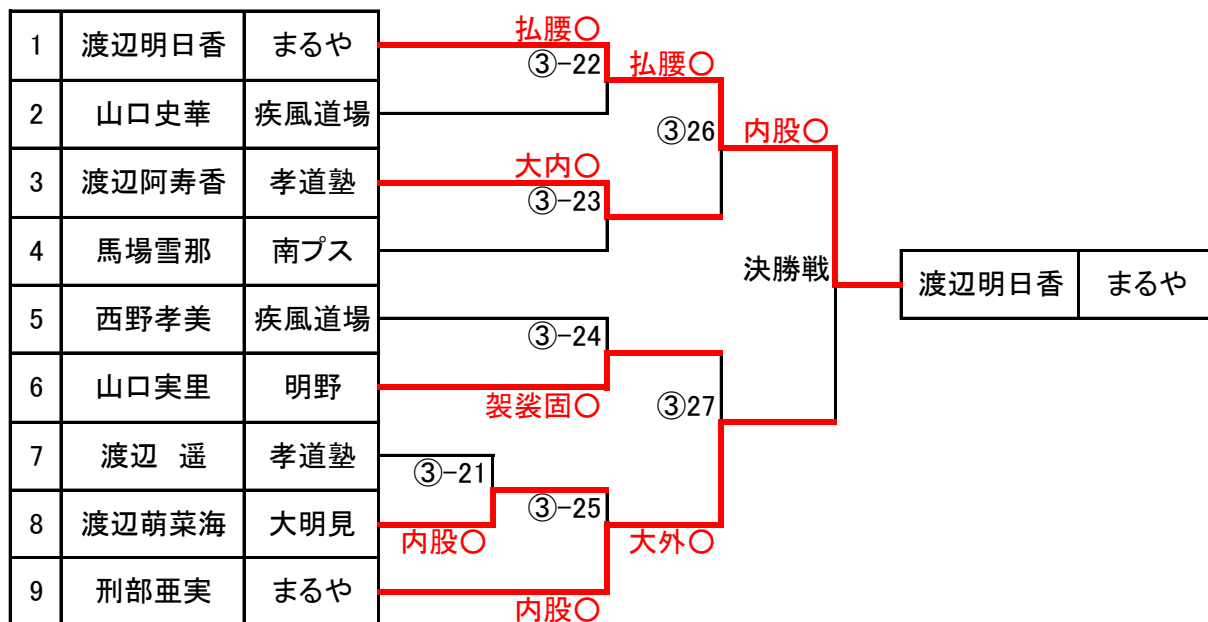 1 渡辺明日香 まるや 払腰〇
③-22 払腰〇
2 山口史華 疾風道場
③26 内股〇
3 渡辺阿寿香 孝道塾 大内〇
③-23
4 馬場雪那 南プス
決勝戦 渡辺明日香 まるや
5 西野孝美 疾風道場
③-24
6 山口実里 明野 袈裟固〇
③27
7 渡辺 遥 孝道塾
③-21
8 渡辺萌菜海 大明見 内股〇
③-25 大外〇
9 刑部亜実 まるや 内股〇